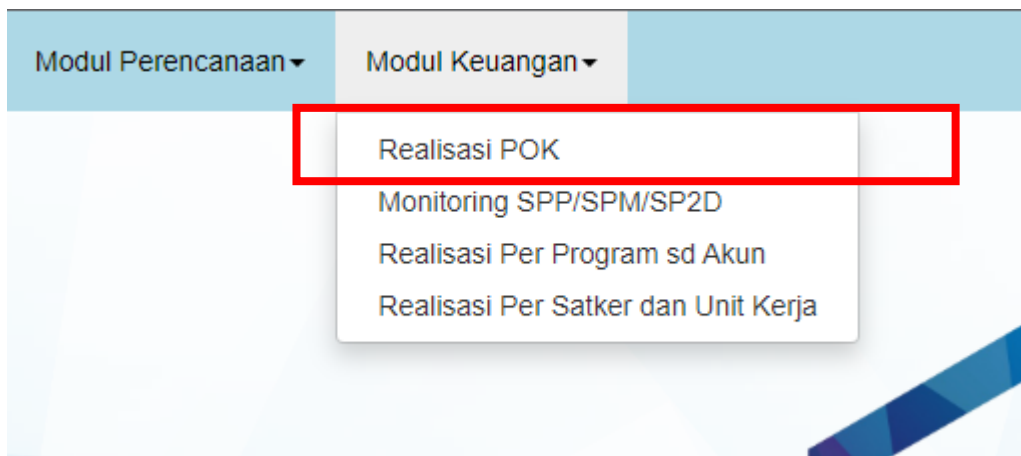 Modul Perencanaan Modul Keuangan
Realisasi POK
Monitoring SPP/SPM/SP2D
Realisasi Per Program sd Akun
Realisasi Per Satker dan Unit Kerja